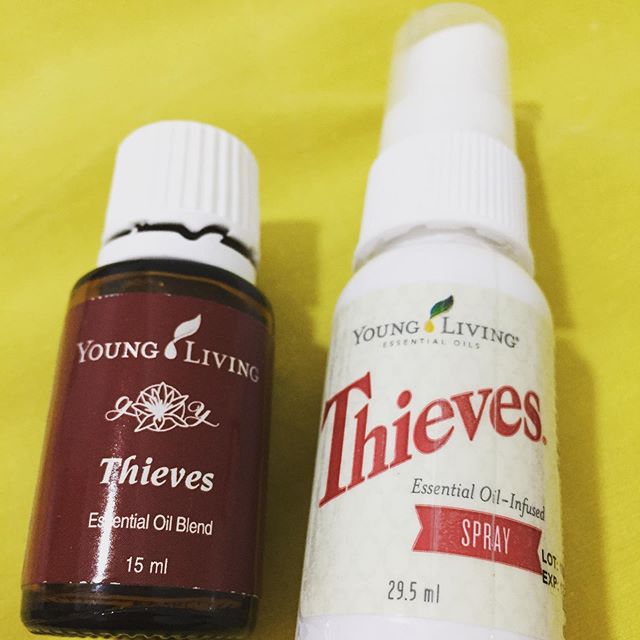 YOUNG LIVING
Thieves
Essential Oil Blend
15 ml
YOUNG LIVING®
ESSENTIAL OILS
Thieves.
Essential Oil-Infused
SPRAY
29.5 ml
LOT:
EXP: